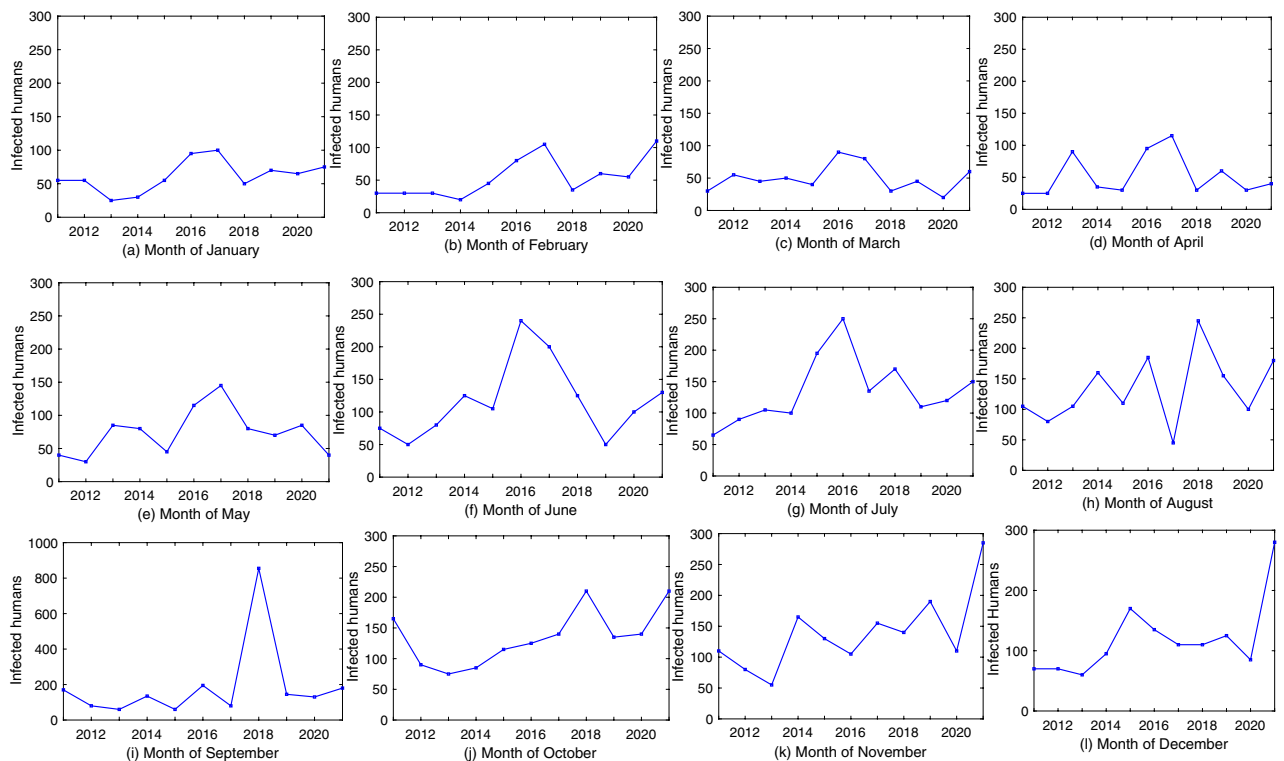 300
250
200
150
100
50
0
Infected humans
2012 2014 2016 2018 2020
(a) Month of January
300
250
200
150
100
50
0
Infected humans
2012 2014 2016 2018 2020
(b) Month of February
300
250
200
150
100
50
0
Infected humans
2012 2014 2016 2018 2020
(c) Month of March
300
250
200
150
100
50
0
Infected humans
2012 2014 2016 2018 2020
(d) Month of April
300
250
200
150
100
50
0
Infected humans
2012 2014 2016 2018 2020
(e) Month of May
300
250
200
150
100
50
0
Infected humans
2012 2014 2016 2018 2020
(f) Month of June
300
250
200
150
100
50
0
Infected humans
2012 2014 2016 2018 2020
(g) Month of July
300
250
200
150
100
50
0
Infected humans
2012 2014 2016 2018 2020
(h) Month of August
1000
800
600
400
200
0
Infected humans
2012 2014 2016 2018 2020
(i) Month of September
300
250
200
150
100
50
0
Infected humans
2012 2014 2016 2018 2020
(j) Month of October
300
250
200
150
100
50
0
Infected humans
2012 2014 2016 2018 2020
(k) Month of November
300
200
100
0
Infected Humans
2012 2014 2016 2018 2020
(l) Month of December